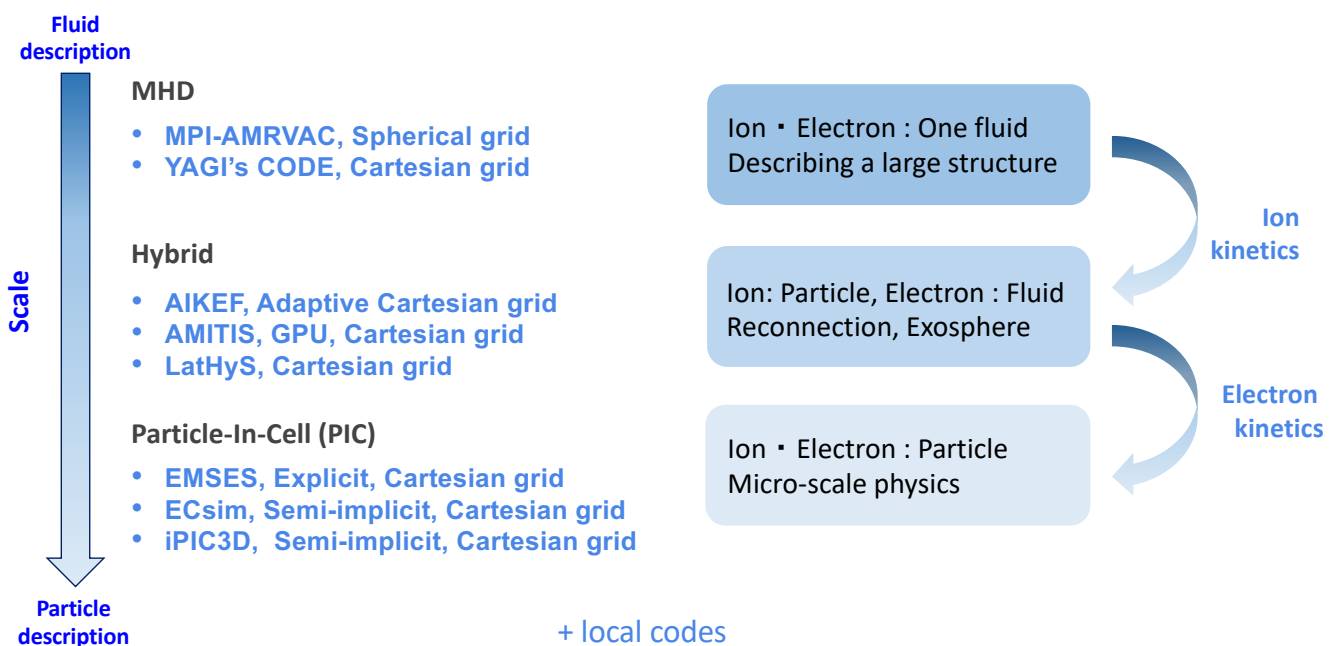 Fluid
description
Scale
MHD
• MPI-AMRVAC, Spherical grid
• YAGI's CODE, Cartesian grid
Ion・Electron : One fluid
Describing a large structure
Ion
kinetics
Hybrid
• AIKEF, Adaptive Cartesian grid
• AMITIS, GPU, Cartesian grid
• LatHyS, Cartesian grid
Ion: Particle, Electron : Fluid
Reconnection, Exosphere
Electron
kinetics
Particle-In-Cell (PIC)
• EMSES, Explicit, Cartesian grid
• ECsim, Semi-implicit, Cartesian grid
• iPIC3D, Semi-implicit, Cartesian grid
Ion・Electron : Particle
Micro-scale physics
Particle
description
+ local codes